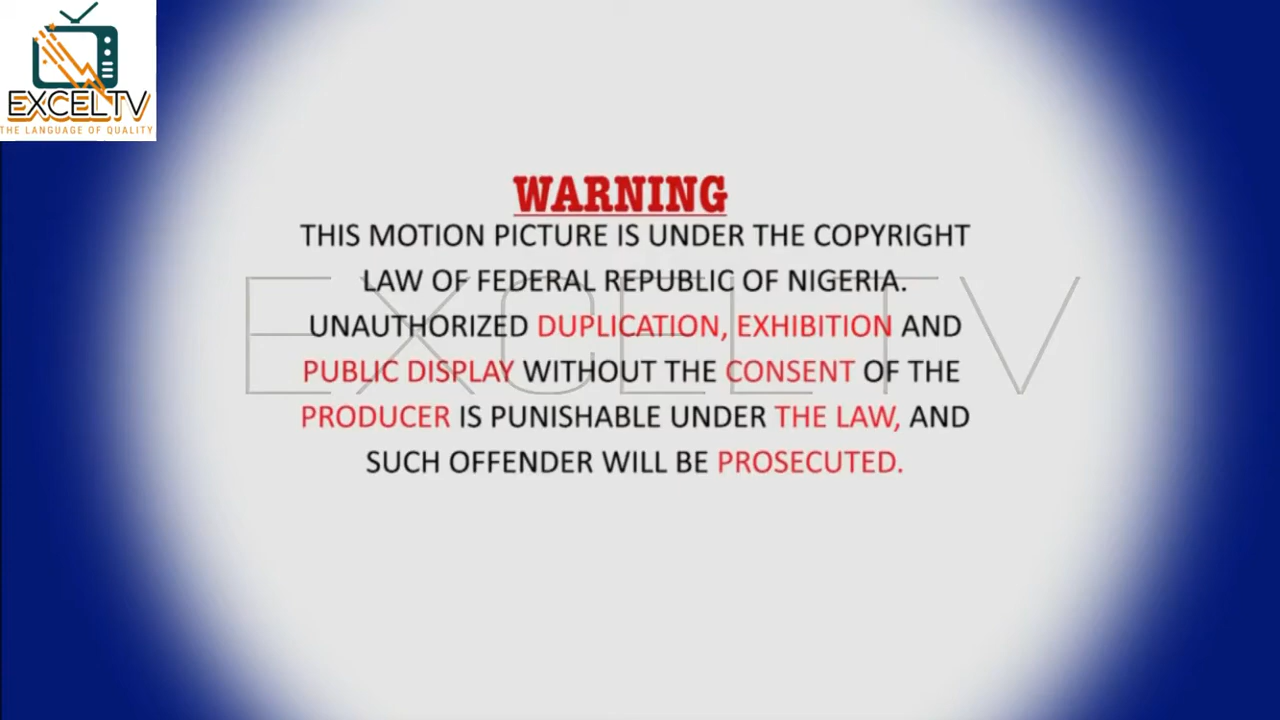 EXCELTV
THE LANGUAGE OF QUALITY
WARNING
THIS MOTION PICTURE IS UNDER THE COPYRIGHT
LAW OF FEDERAL REPUBLIC OF NIGERIA.
UNAUTHORIZED DUPLICATION, EXHIBITION AND
PUBLIC DISPLAY WITHOUT THE CONSENT OF THE
PRODUCER IS PUNISHABLE UNDER THE LAW, AND
SUCH OFFENDER WILL BE PROSECUTED.
EXCELTV